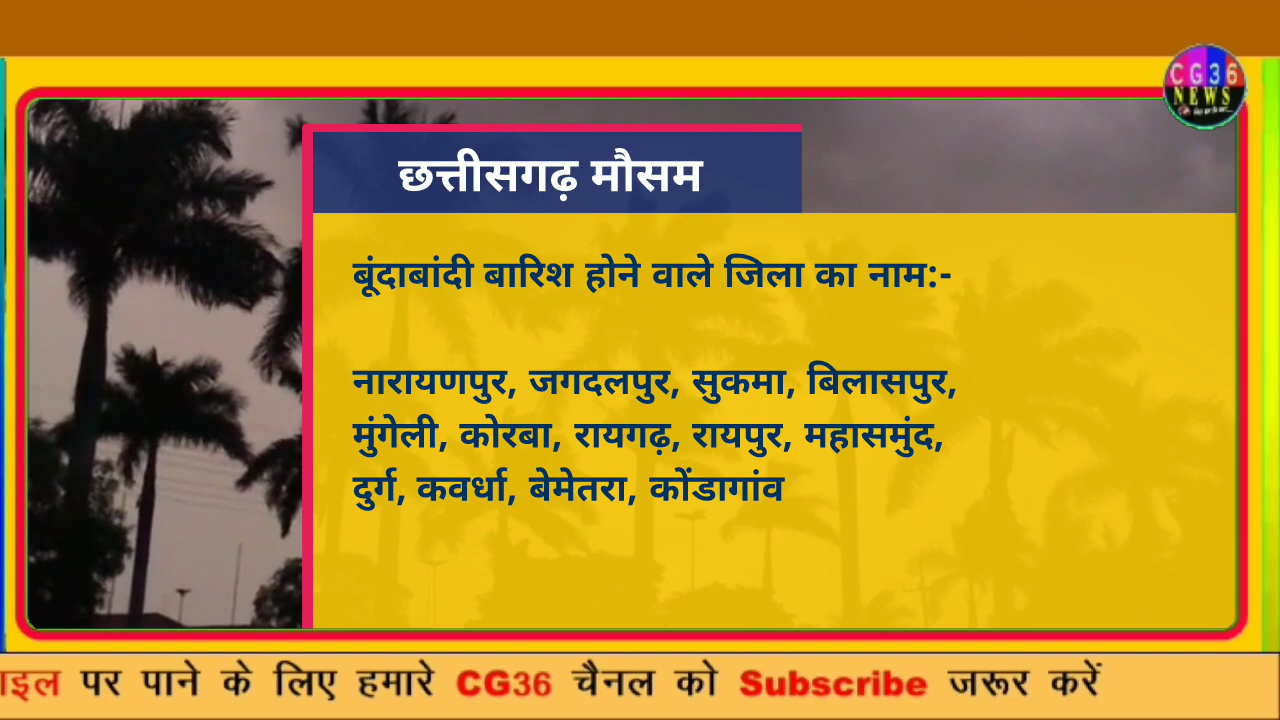 CG36
NEWS
छत्तीसगढ़ मौसम
बूंदाबांदी बारिश होने वाले जिला का नाम:-
नारायणपुर, जगदलपुर, सुकमा, बिलासपुर,
मुंगेली, कोरबा, रायगढ़, रायपुर, महासमुंद,
दुर्ग, कवर्धा, बेमेतरा, कोंडागांव
पर पाने के लिए हमारे CG36 चैनल को Subscribe जरूर करें